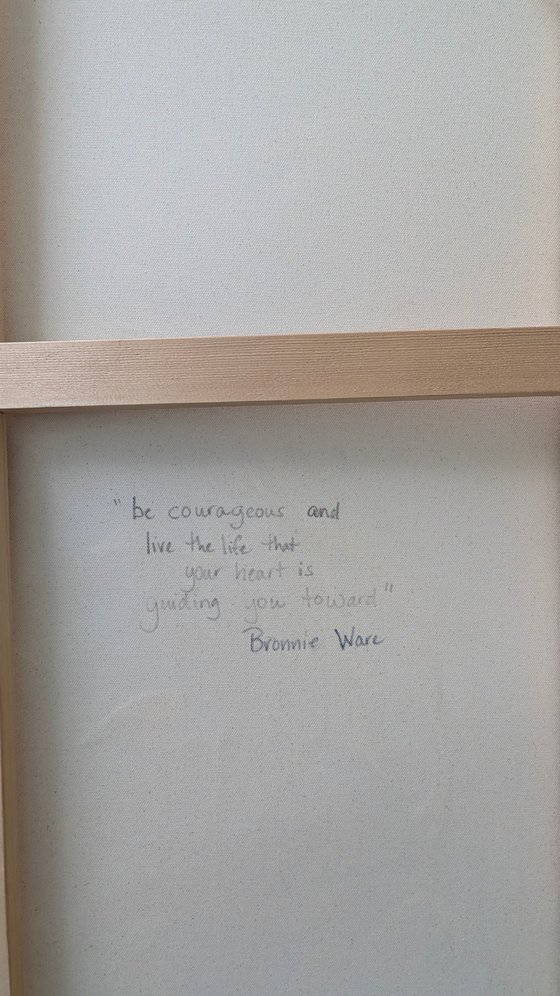 "be courageous and
live the life that
your heart is
guiding you toward"
Bronnie Ware